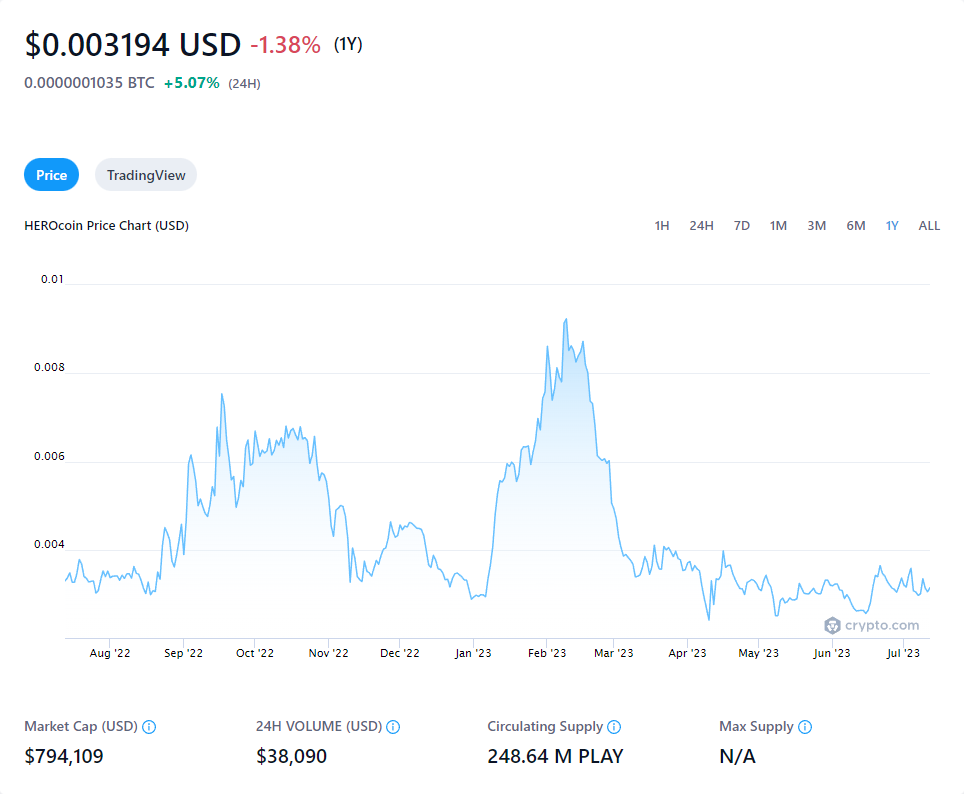 $0.003194 USD -1.38% (1Y)
0.0000001035 BTC +5.07% (24H)
Price TradingView
HEROcoin Price Chart (USD) 1H 24H 7D 1M 3M 6M 1Y ALL
0.01
0.008
0.006
0.004
crypto.com
Aug '22 Sep '22 Oct '22 Nov '22 Dec '22 Jan '23 Feb '23 Mar '23 Apr '23 May '23 Jun '23 Jul '23
Market Cap (USD) 24H VOLUME (USD) Circulating Supply Max Supply
$794,109 $38,090 248.64 M PLAY N/A